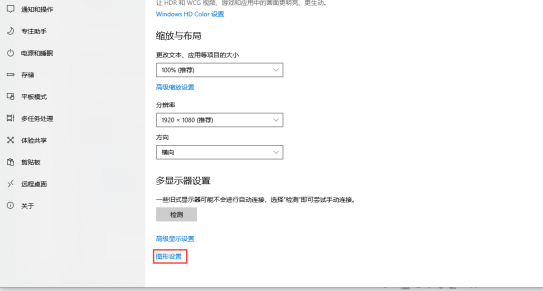 让 HDR 和 WCG 视频、游戏和应用中的画面更明亮、更生动。
通知和操作
Windows HD Color 设置
专注助手
缩放与布局
电源和睡眠
更改文本、应用等项目的大小
存储
100% (推荐)
平板模式
高级缩放设置
多任务处理
分辨率
1920 × 1080 (推荐)
体验共享
方向
剪贴板
横向
远程桌面
多显示器设置
关于
一些旧式显示器可能不会进行自动连接，选择"检测"即可尝试手动连接。
检测
高级显示设置
图形设置